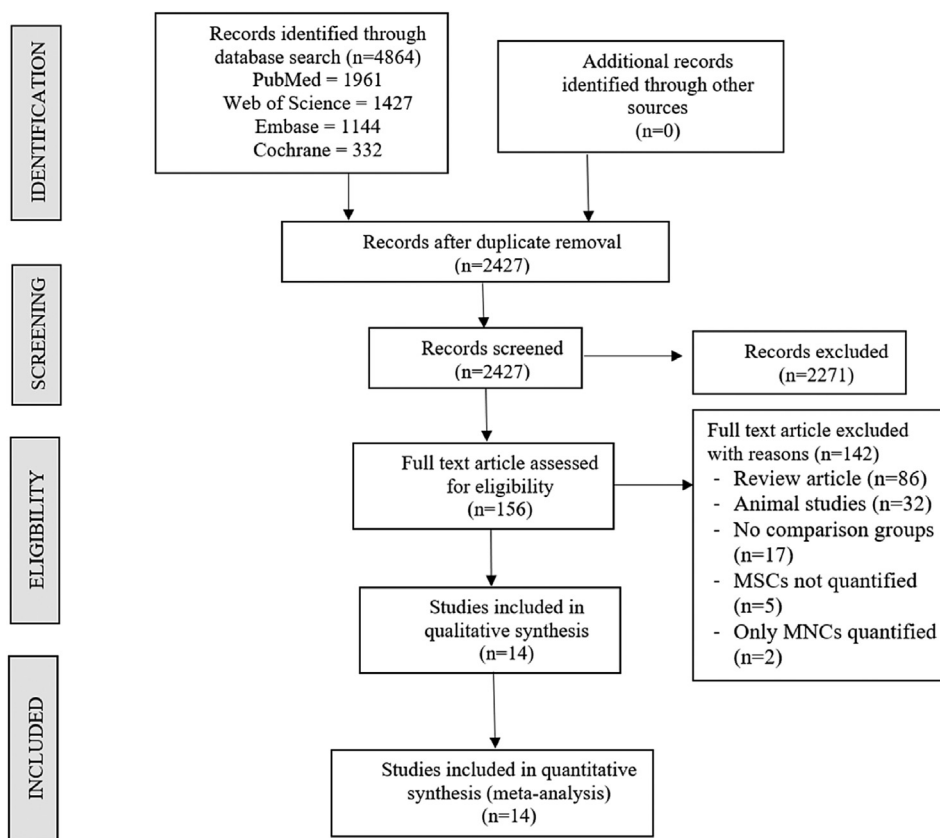 IDENTIFICATION
Records identified through
database search (n=4864)
PubMed = 1961
Web of Science = 1427
Embase = 1144
Cochrane = 332
Additional records
identified through other
sources
(n=0)
Records after duplicate removal
(n=2427)
SCREENING
Records screened
(n=2427)
Records excluded
(n=2271)
ELIGIBILITY
Full text article assessed
for eligibility
(n=156)
Full text article excluded
with reasons (n=142)
- Review article (n=86)
- Animal studies (n=32)
- No comparison groups
(n=17)
- MSCs not quantified
(n=5)
- Only MNCs quantified
(n=2)
Studies included in
qualitative synthesis
(n=14)
INCLUDED
Studies included in quantitative
synthesis (meta-analysis)
(n=14)